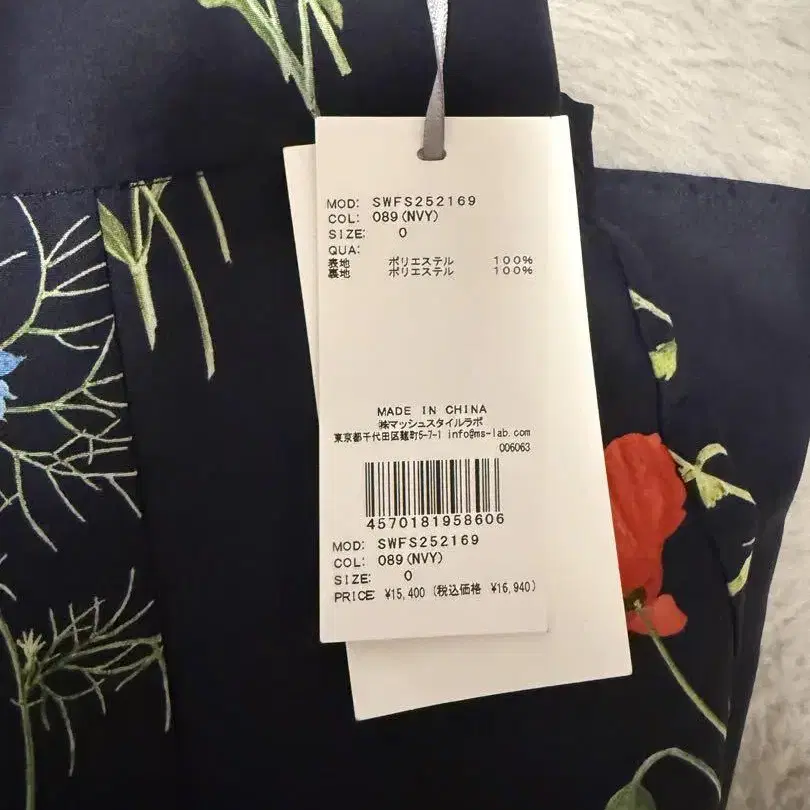 MOD: SWFS252169
COL: 089(NVY)
SIZE: 0
QUA:
表地 ポリエステル 100%
裏地 ポリエステル 100%
MADE IN CHINA
㈱マッシュスタイルラボ
東京都千代田区麹町5-7-1 info@ms-lab.com
006063
4570181958606
MOD: SWFS252169
COL: 089(NVY)
SIZE: 0
PRICE ¥15,400 (税込価格 ¥16,940)